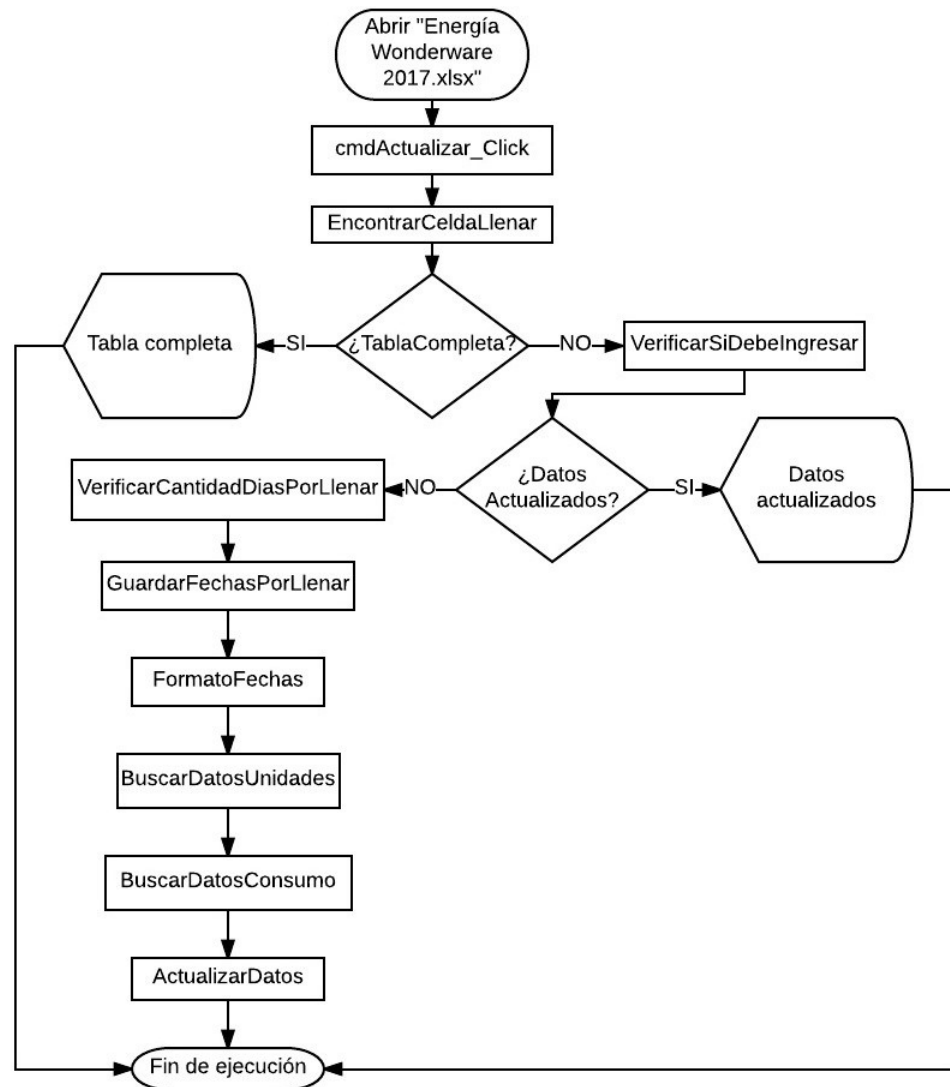 Abrir "Energía
Wonderware
2017.xlsx"
cmdActualizar_Click
EncontrarCeldaLlenar
Tabla completa
SI
¿TablaCompleta?
NO
VerificarSiDebeIngresar
VerificarCantidadDiasPorLlenar
NO
¿Datos
Actualizados?
SI
Datos
actualizados
GuardarFechasPorLlenar
FormatoFechas
BuscarDatosUnidades
BuscarDatosConsumo
ActualizarDatos
Fin de ejecución